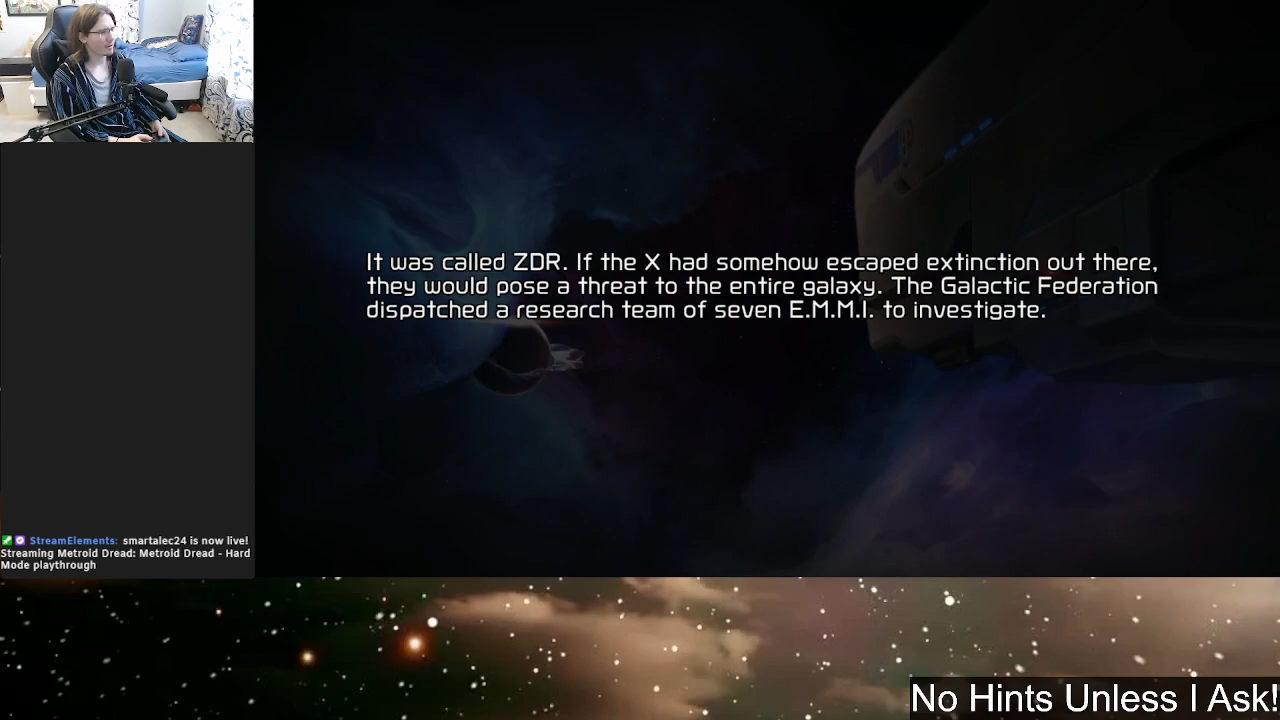 It was called ZDR. If the X had somehow escaped extinction out there,
they would pose a threat to the entire galaxy. The Galactic Federation
dispatched a research team of seven E.M.M.I. to investigate.
StreamElements: smartalec24 is now live!
Streaming Metroid Dread: Metroid Dread - Hard
Mode playthrough
No Hints Unless I Ask!